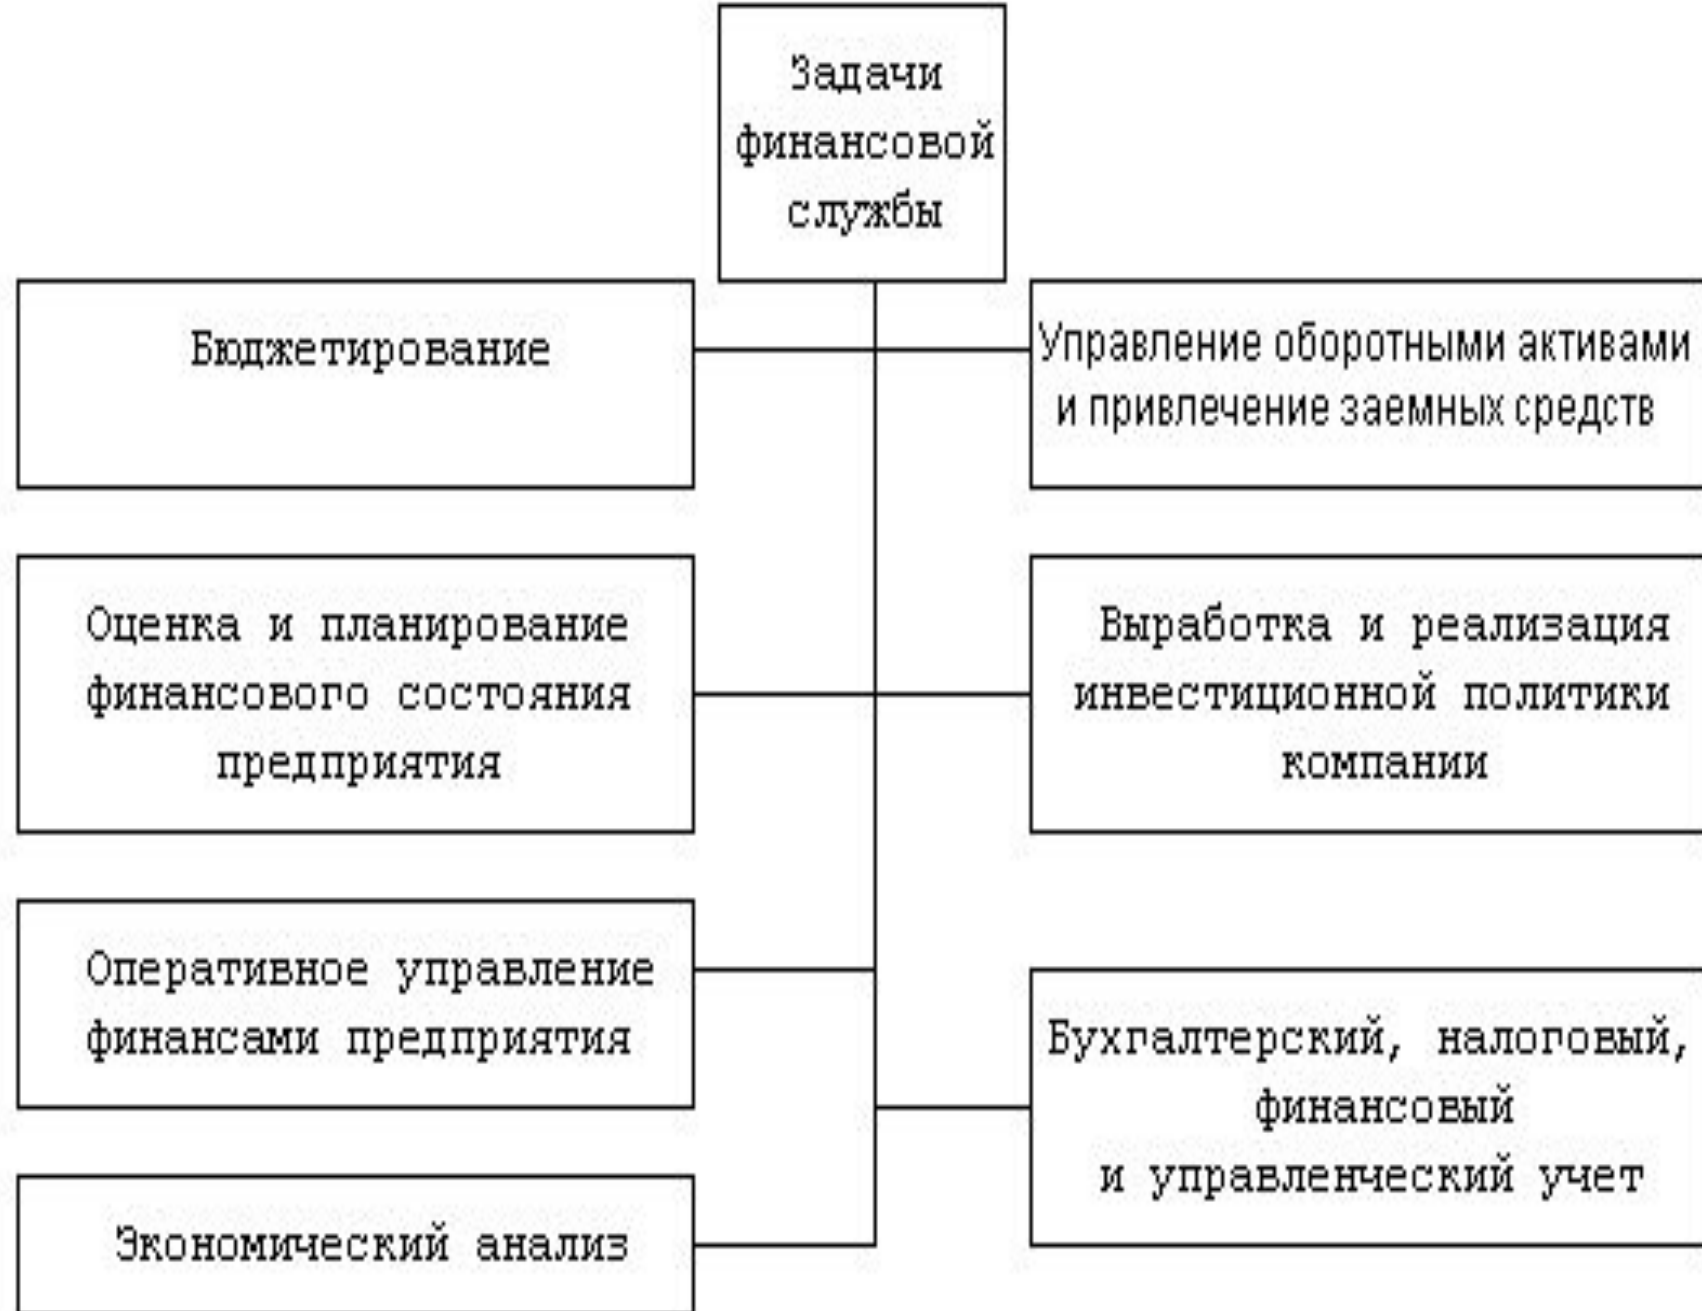 Задачи
финансовой
службы
Бюджетирование
Управление оборотными активами
и привлечение заемных средств
Оценка и планирование
финансового состояния
предприятия
Выработка и реализация
инвестиционной политики
компании
Оперативное управление
финансами предприятия
Бухгалтерский, налоговый,
финансовый
и управленческий учет
Экономический анализ